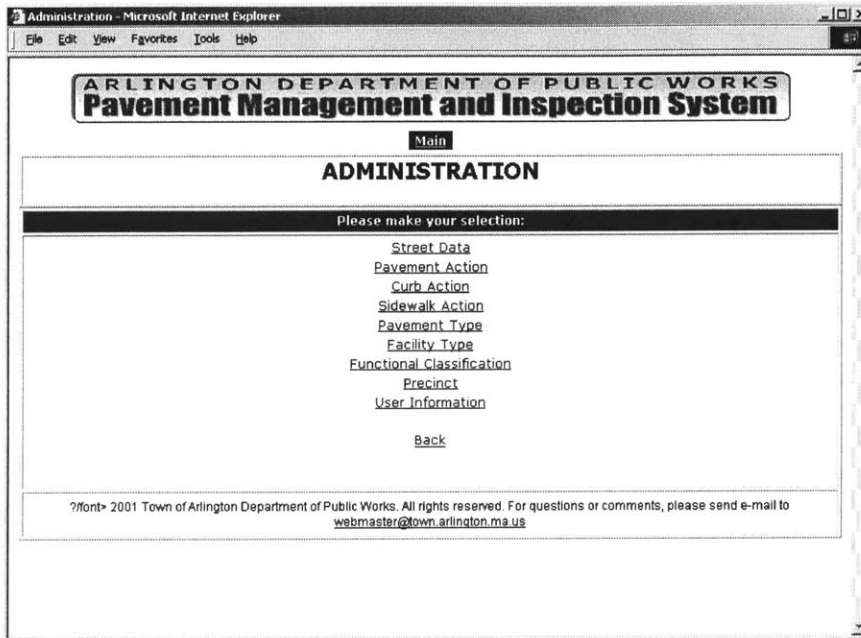 Administration - Microsoft Internet Explorer
File Edit View Favorites Tools Help
ARLINGTON DEPARTMENT OF PUBLIC WORKS
Pavement Management and Inspection System
Main
ADMINISTRATION
Please make your selection:
Street Data
Pavement Action
Curb Action
Sidewalk Action
Pavement Type
Facility Type
Functional Classification
Precinct
User Information
Back
?/font> 2001 Town of Arlington Department of Public Works. All rights reserved. For questions or comments, please send e-mail to
webmaster@town.arlington.ma.us